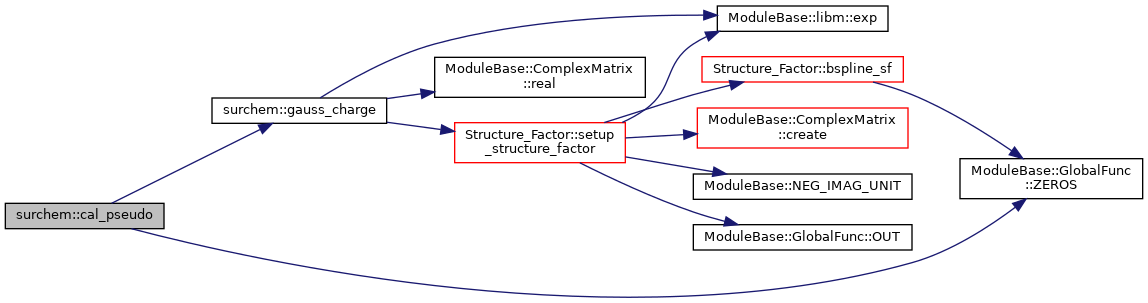 surchem::cal_pseudo
surchem::gauss_charge
ModuleBase::libm::exp
ModuleBase::ComplexMatrix
::real
Structure_Factor::setup
_structure_factor
Structure_Factor::bspline_sf
ModuleBase::ComplexMatrix
::create
ModuleBase::NEG_IMAG_UNIT
ModuleBase::GlobalFunc::OUT
ModuleBase::GlobalFunc
::ZEROS